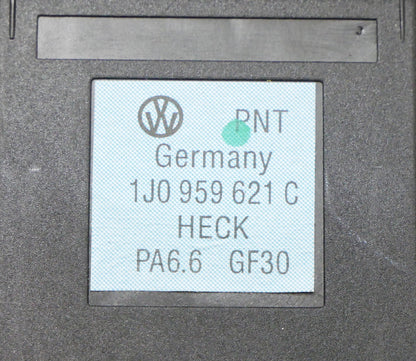 PNT
Germany
1J0 959 621 C
HECK
PA6.6 GF30